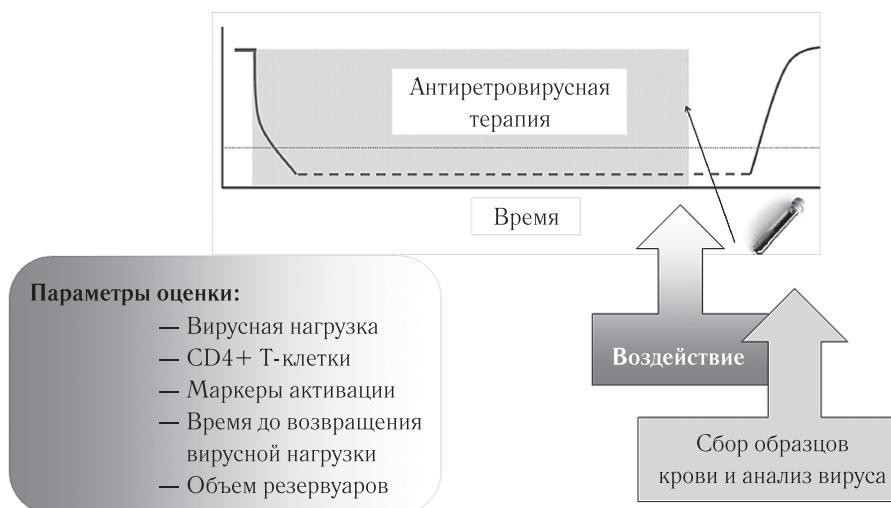 Антиретровирусная
терапия
Время
Параметры оценки:
— Вирусная нагрузка
— CD4+ Т-клетки
— Маркеры активации
— Время до возвращения
вирусной нагрузки
— Объем резервуаров
Воздействие
Сбор образцов
крови и анализ вируса